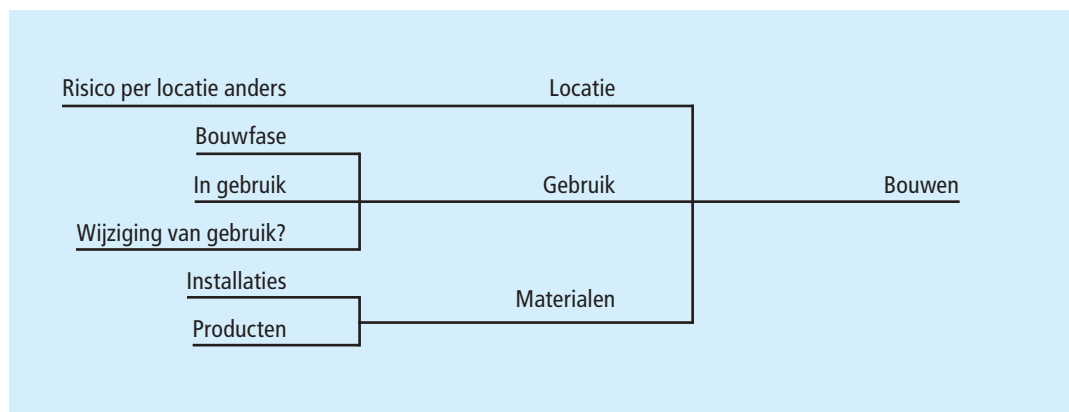 Risico per locatie anders
Locatie
Bouwfase
In gebruik
Gebruik
Bouwen
Wijziging van gebruik?
Installaties
Materialen
Producten